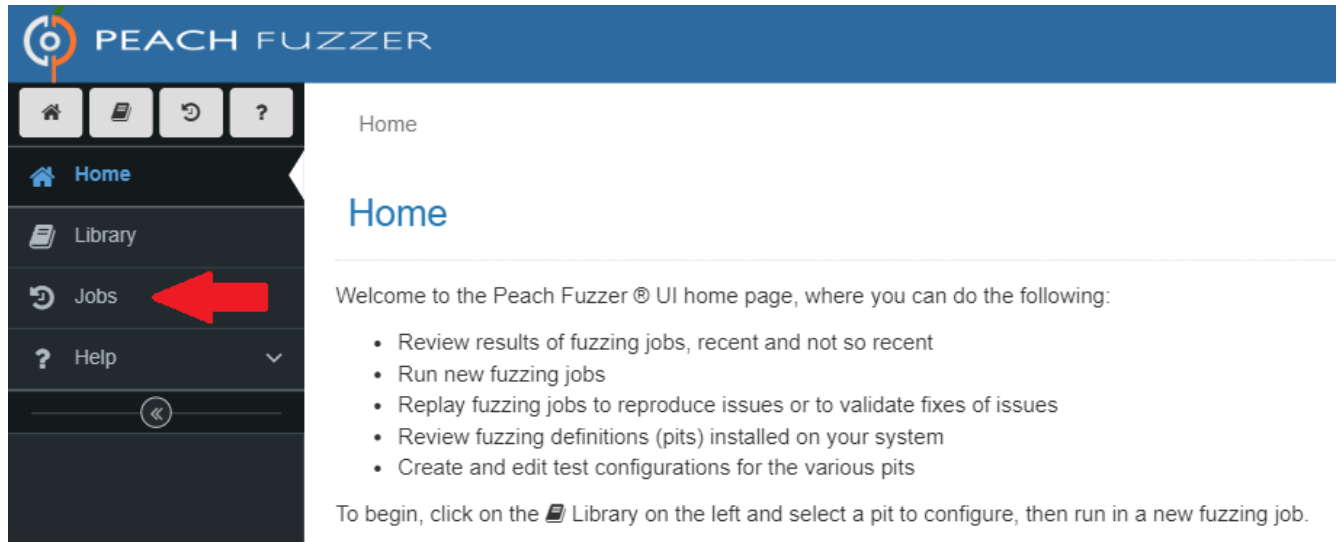 PEACH FUZZER
?
Home
Home
Library
Jobs
? Help
Home
Welcome to the Peach Fuzzer ® UI home page, where you can do the following:
• Review results of fuzzing jobs, recent and not so recent
• Run new fuzzing jobs
• Replay fuzzing jobs to reproduce issues or to validate fixes of issues
• Review fuzzing definitions (pits) installed on your system
• Create and edit test configurations for the various pits
To begin, click on the Library on the left and select a pit to configure, then run in a new fuzzing job.